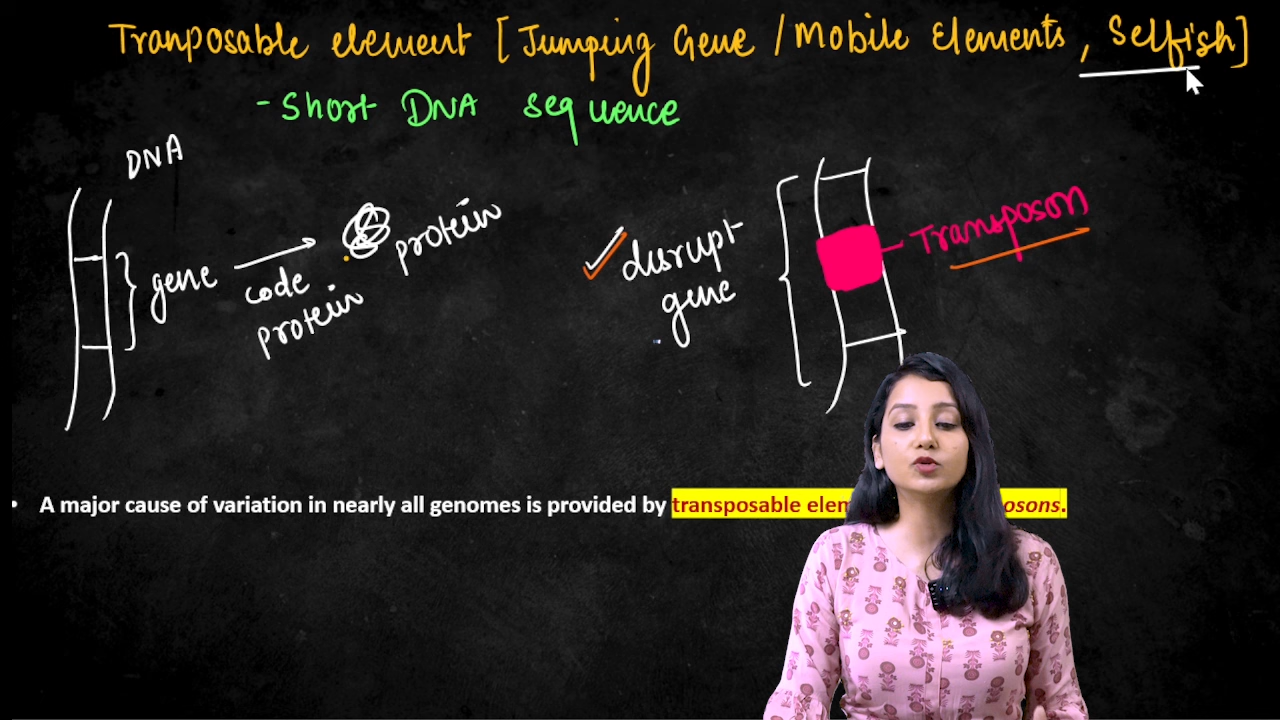 Tranposable element [Jumping Gene / Mobile Elements, Selfish]
- Short DNA sequence
DNA
gene
code protein
protein
disrupt gene
Transposon
• A major cause of variation in nearly all genomes is provided by transposable elem osons.